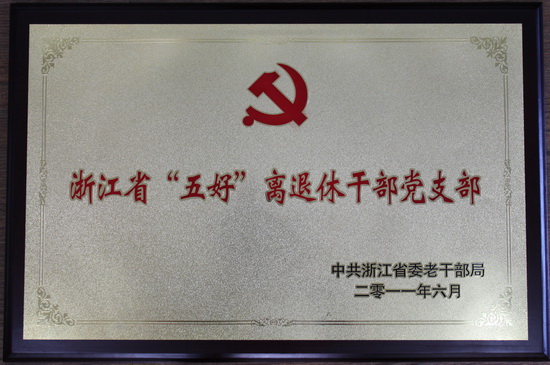 浙江省“五好”离退休干部党支部
中共浙江省委老干部局
二零一一年六月